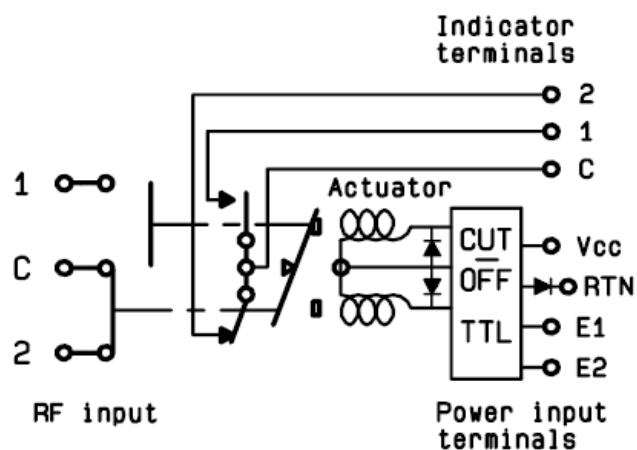 Indicator
terminals
2
1
C
1
Actuator
CUT
OFF
TTL
Vcc
C
RTN
E1
2
E2
RF input
Power input
terminals